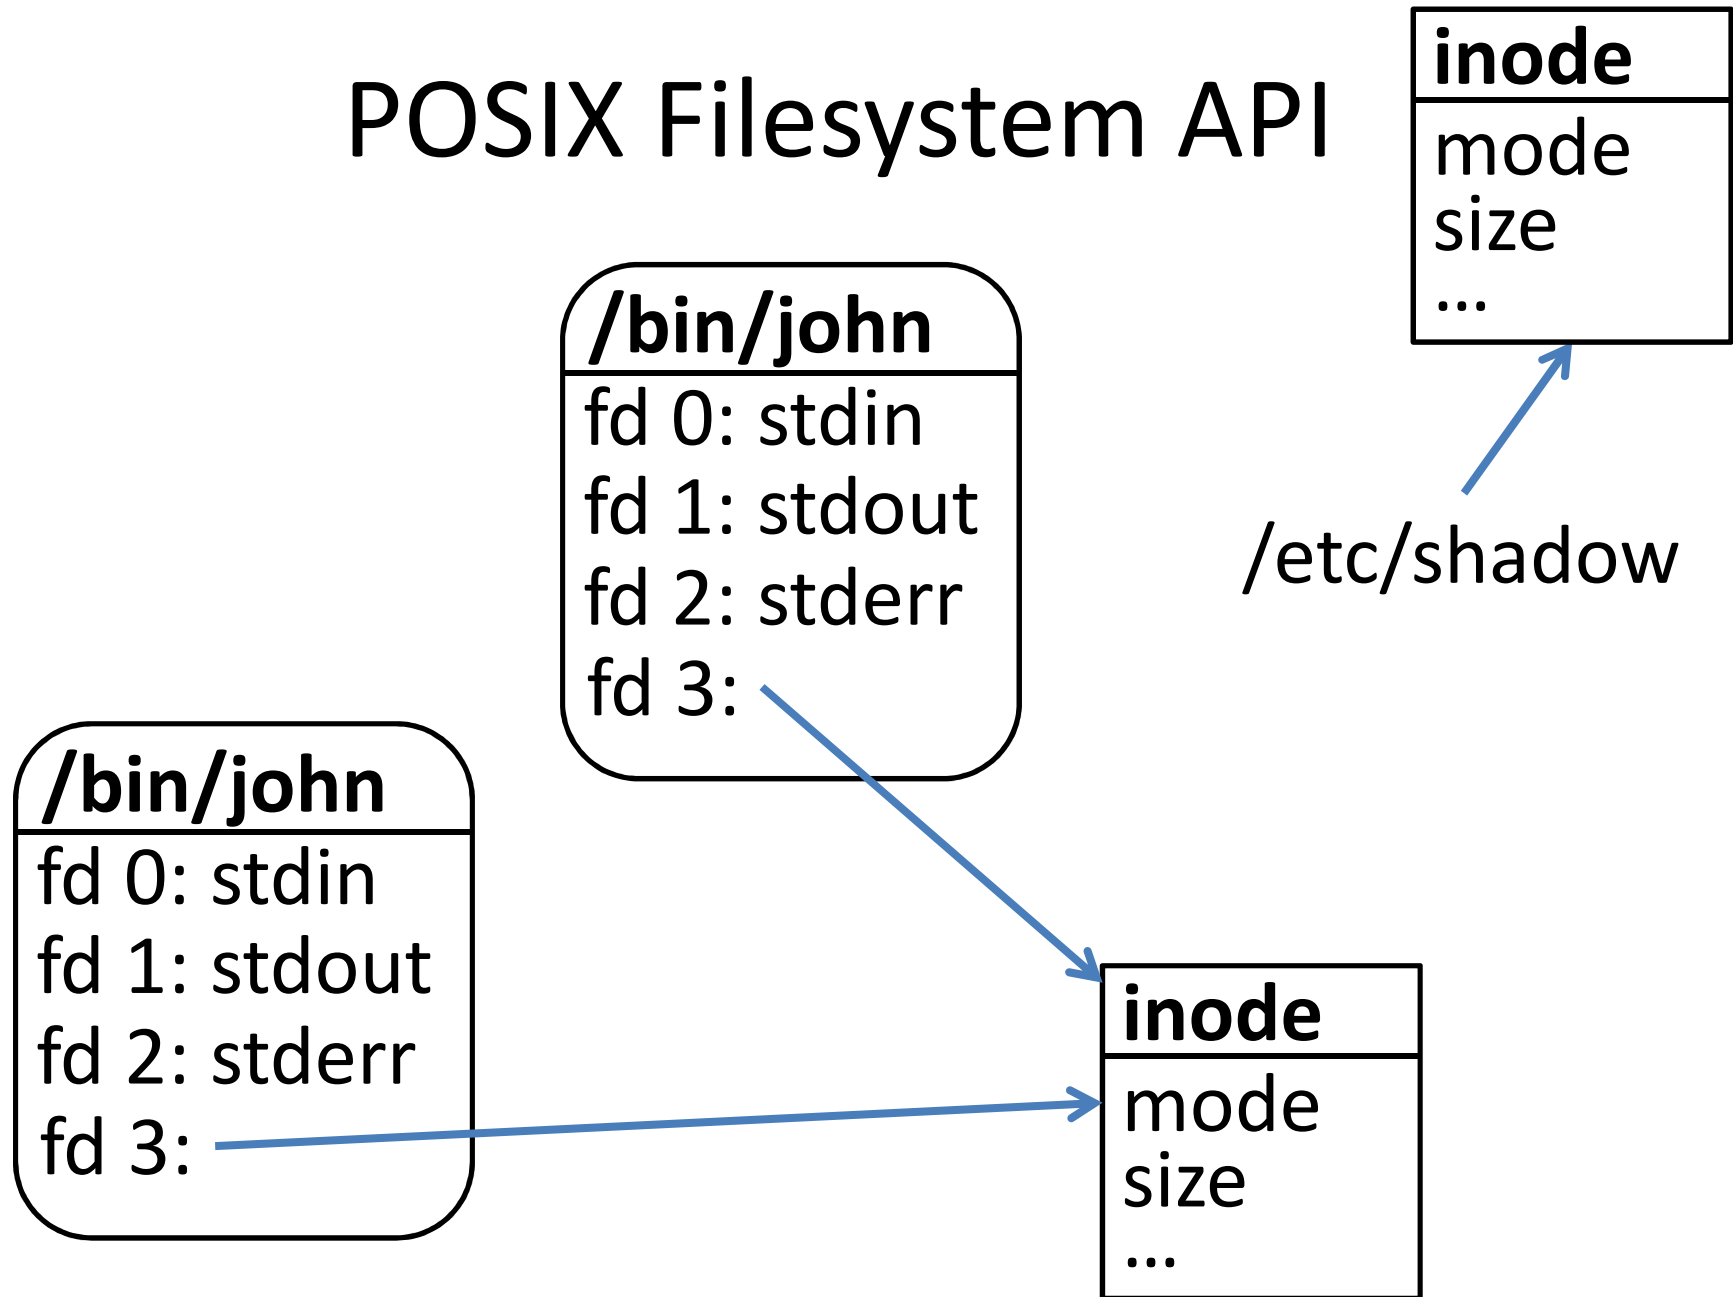 POSIX Filesystem API
inode
mode
size
...
/etc/shadow
/bin/john
fd 0: stdin
fd 1: stdout
fd 2: stderr
fd 3:
/bin/john
fd 0: stdin
fd 1: stdout
fd 2: stderr
fd 3:
inode
mode
size
...